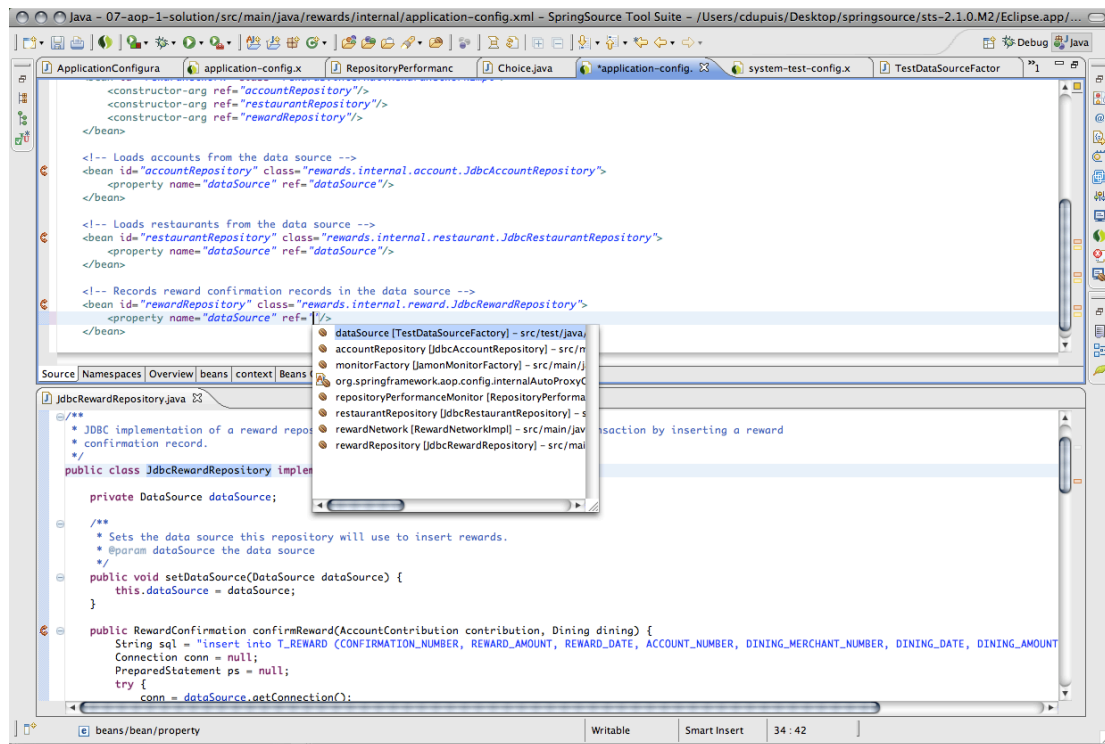 Java - 07-aop-1-solution/src/main/java/rewards/internal/application-config.xml - SpringSource Tool Suite - /Users/cdupuis/Desktop/springsource/sts-2.1.0.M2/Eclipse.app/...
Debug Java
ApplicationConfigura application-config.x RepositoryPerformanc Choice.java *application-config. system-test-config.x TestDataSourceFactor »1
<constructor-arg ref="accountRepository"/>
<constructor-arg ref="restaurantRepository"/>
<constructor-arg ref="rewardRepository"/>
</bean>
<!-- Loads accounts from the data source -->
<bean id="accountRepository" class="rewards.internal.account.JdbcAccountRepository">
<property name="dataSource" ref="dataSource"/>
</bean>
<!-- Loads restaurants from the data source -->
<bean id="restaurantRepository" class="rewards.internal.restaurant.JdbcRestaurantRepository">
<property name="dataSource" ref="dataSource"/>
</bean>
<!-- Records reward confirmation records in the data source -->
<bean id="rewardRepository" class="rewards.internal.reward.JdbcRewardRepository">
<property name="dataSource" ref=""/>
</bean>
dataSource [TestDataSourceFactory] - src/test/java/
accountRepository [JdbcAccountRepository] - src/m
monitorFactory [JamonMonitorFactory] - src/main/j
org.springframework.aop.config.internalAutoProxyC
repositoryPerformanceMonitor [RepositoryPerforma
restaurantRepository [JdbcRestaurantRepository] - s
rewardNetwork [RewardNetworkImpl] - src/main/jav
rewardRepository [JdbcRewardRepository] - src/mai
Source Namespaces Overview beans context Beans
JdbcRewardRepository.java
/**
* JDBC implementation of a reward repos nsaction by inserting a reward
* confirmation record.
*/
public class JdbcRewardRepository implem
private DataSource dataSource;
/**
* Sets the data source this repository will use to insert rewards.
* @param dataSource the data source
*/
public void setDataSource(DataSource dataSource) {
this.dataSource = dataSource;
}
public RewardConfirmation confirmReward(AccountContribution contribution, Dining dining) {
String sql = "insert into T_REWARD (CONFIRMATION_NUMBER, REWARD_AMOUNT, REWARD_DATE, ACCOUNT_NUMBER, DINING_MERCHANT_NUMBER, DINING_DATE, DINING_AMOUNT
Connection conn = null;
PreparedStatement ps = null;
try {
conn = dataSource.getConnection();
beans/bean/property Writable Smart Insert 34 : 42